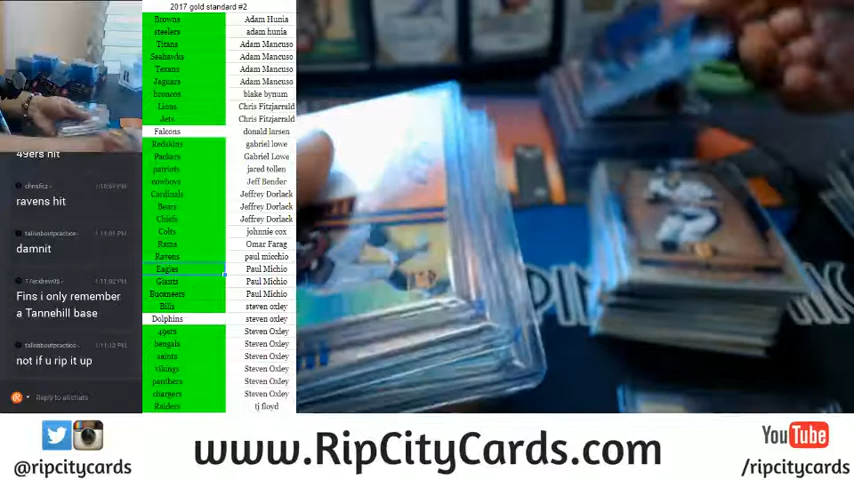 2017 gold standard #2
Browns Adam Hunia
steelers adam hunia
Titans Adam Mancuso
Seahawks Adam Mancuso
Texans Adam Mancuso
Jaguars Adam Mancuso
broncos blake bynum
Lions Chris Fitzjarrald
Jets Chris Fitzjarrald
Falcons donald larsen
Redskins gabriel lowe
Packers Gabriel Lowe
patriots jared tollen
cowboys Jeff Bender
Cardinals Jeffrey Dorlack
Bears Jeffrey Dorlack
Chiefs Jeffrey Dorlack
Colts johnnie cox
Rams Omar Farag
Ravens paul micchio
Eagles Paul Michio
Giants Paul Michio
Bucaneers Paul Michio
Bills steven oxley
Dolphins steven oxley
49ers Steven Oxley
bengals Steven Oxley
saints Steven Oxley
vikings Steven Oxley
panthers Steven Oxley
chargers Steven Oxley
Raiders tj floyd
49ers hit
ravens hit
damnit
Fins i only remember
a Tannehill base
not if u rip it up
Reply to all chats
@ripcitycards
www.RipCityCards.com
YouTube
/ripcitycards